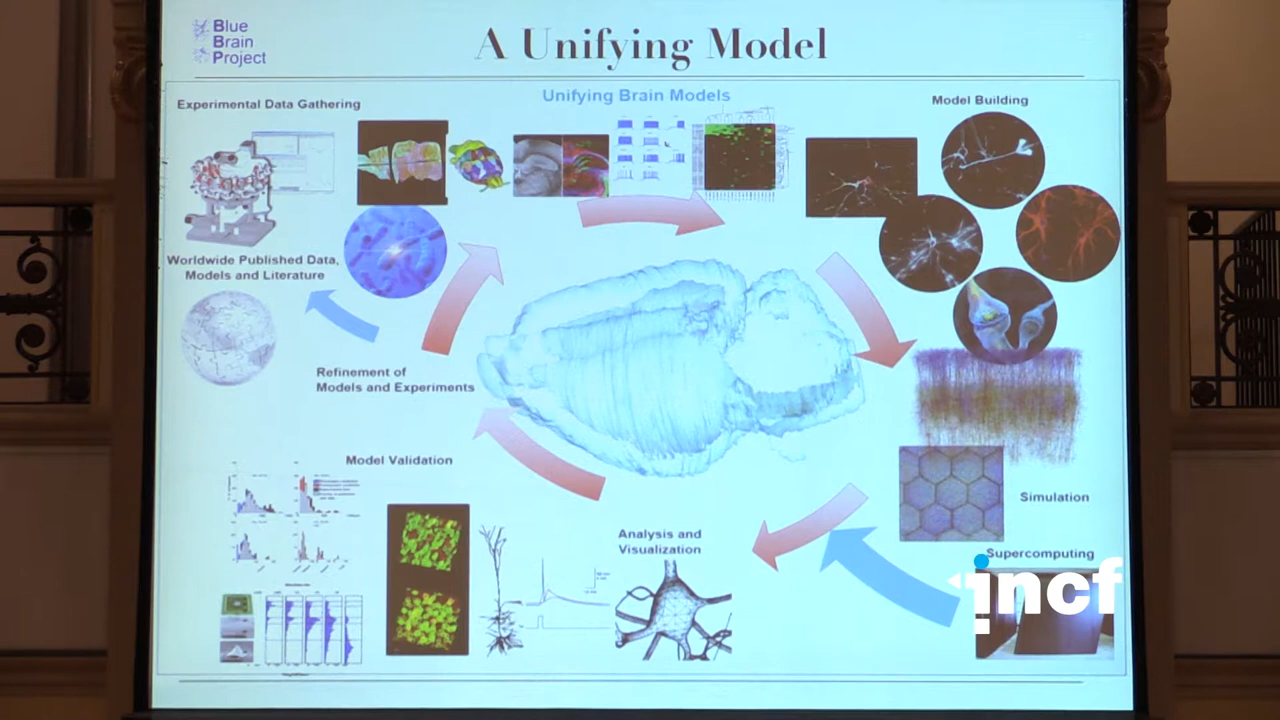 Blue
Brain
Project
A Unifying Model
Unifying Brain Models
Experimental Data Gathering
Model Building
Worldwide Published Data,
Models and Literature
Refinement of
Models and Experiments
Model Validation
Analysis and
Visualization
Simulation
Supercomputing
incf